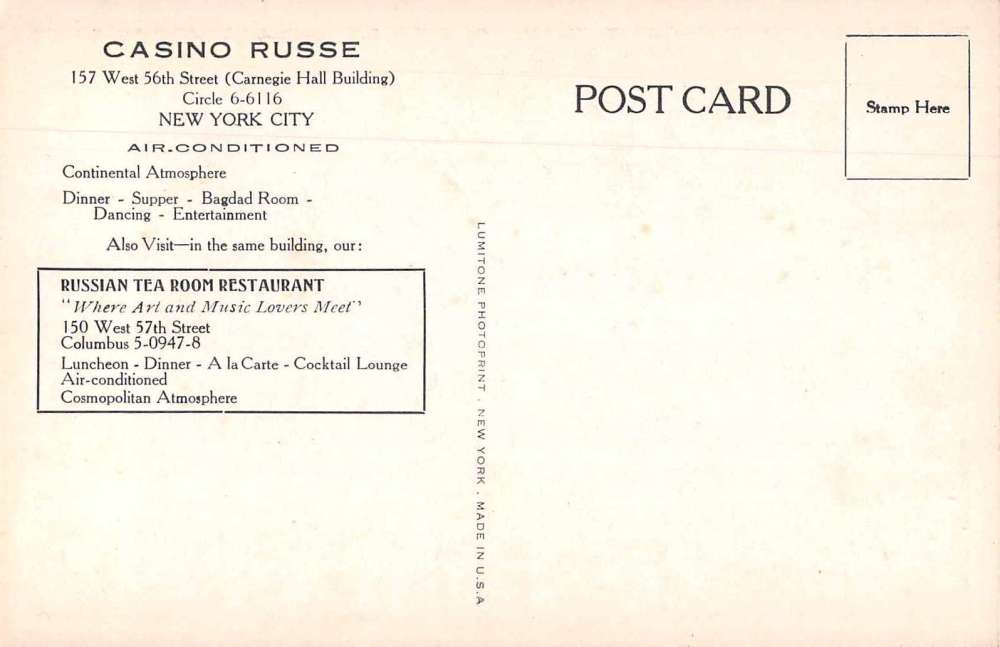 CASINO RUSSE
157 West 56th Street (Carnegie Hall Building)
Circle 6-6116
NEW YORK CITY
AIR-CONDITIONED
Continental Atmosphere
Dinner - Supper - Bagdad Room -
Dancing - Entertainment
Also Visit—in the same building, our:
RUSSIAN TEA ROOM RESTAURANT
"Where Art and Music Lovers Meet"
150 West 57th Street
Columbus 5-0947-8
Luncheon - Dinner - A la Carte - Cocktail Lounge
Air-conditioned
Cosmopolitan Atmosphere
LUMITONE PHOTOPRINT . NEW YORK . MADE IN U.S.A
POST CARD
Stamp Here